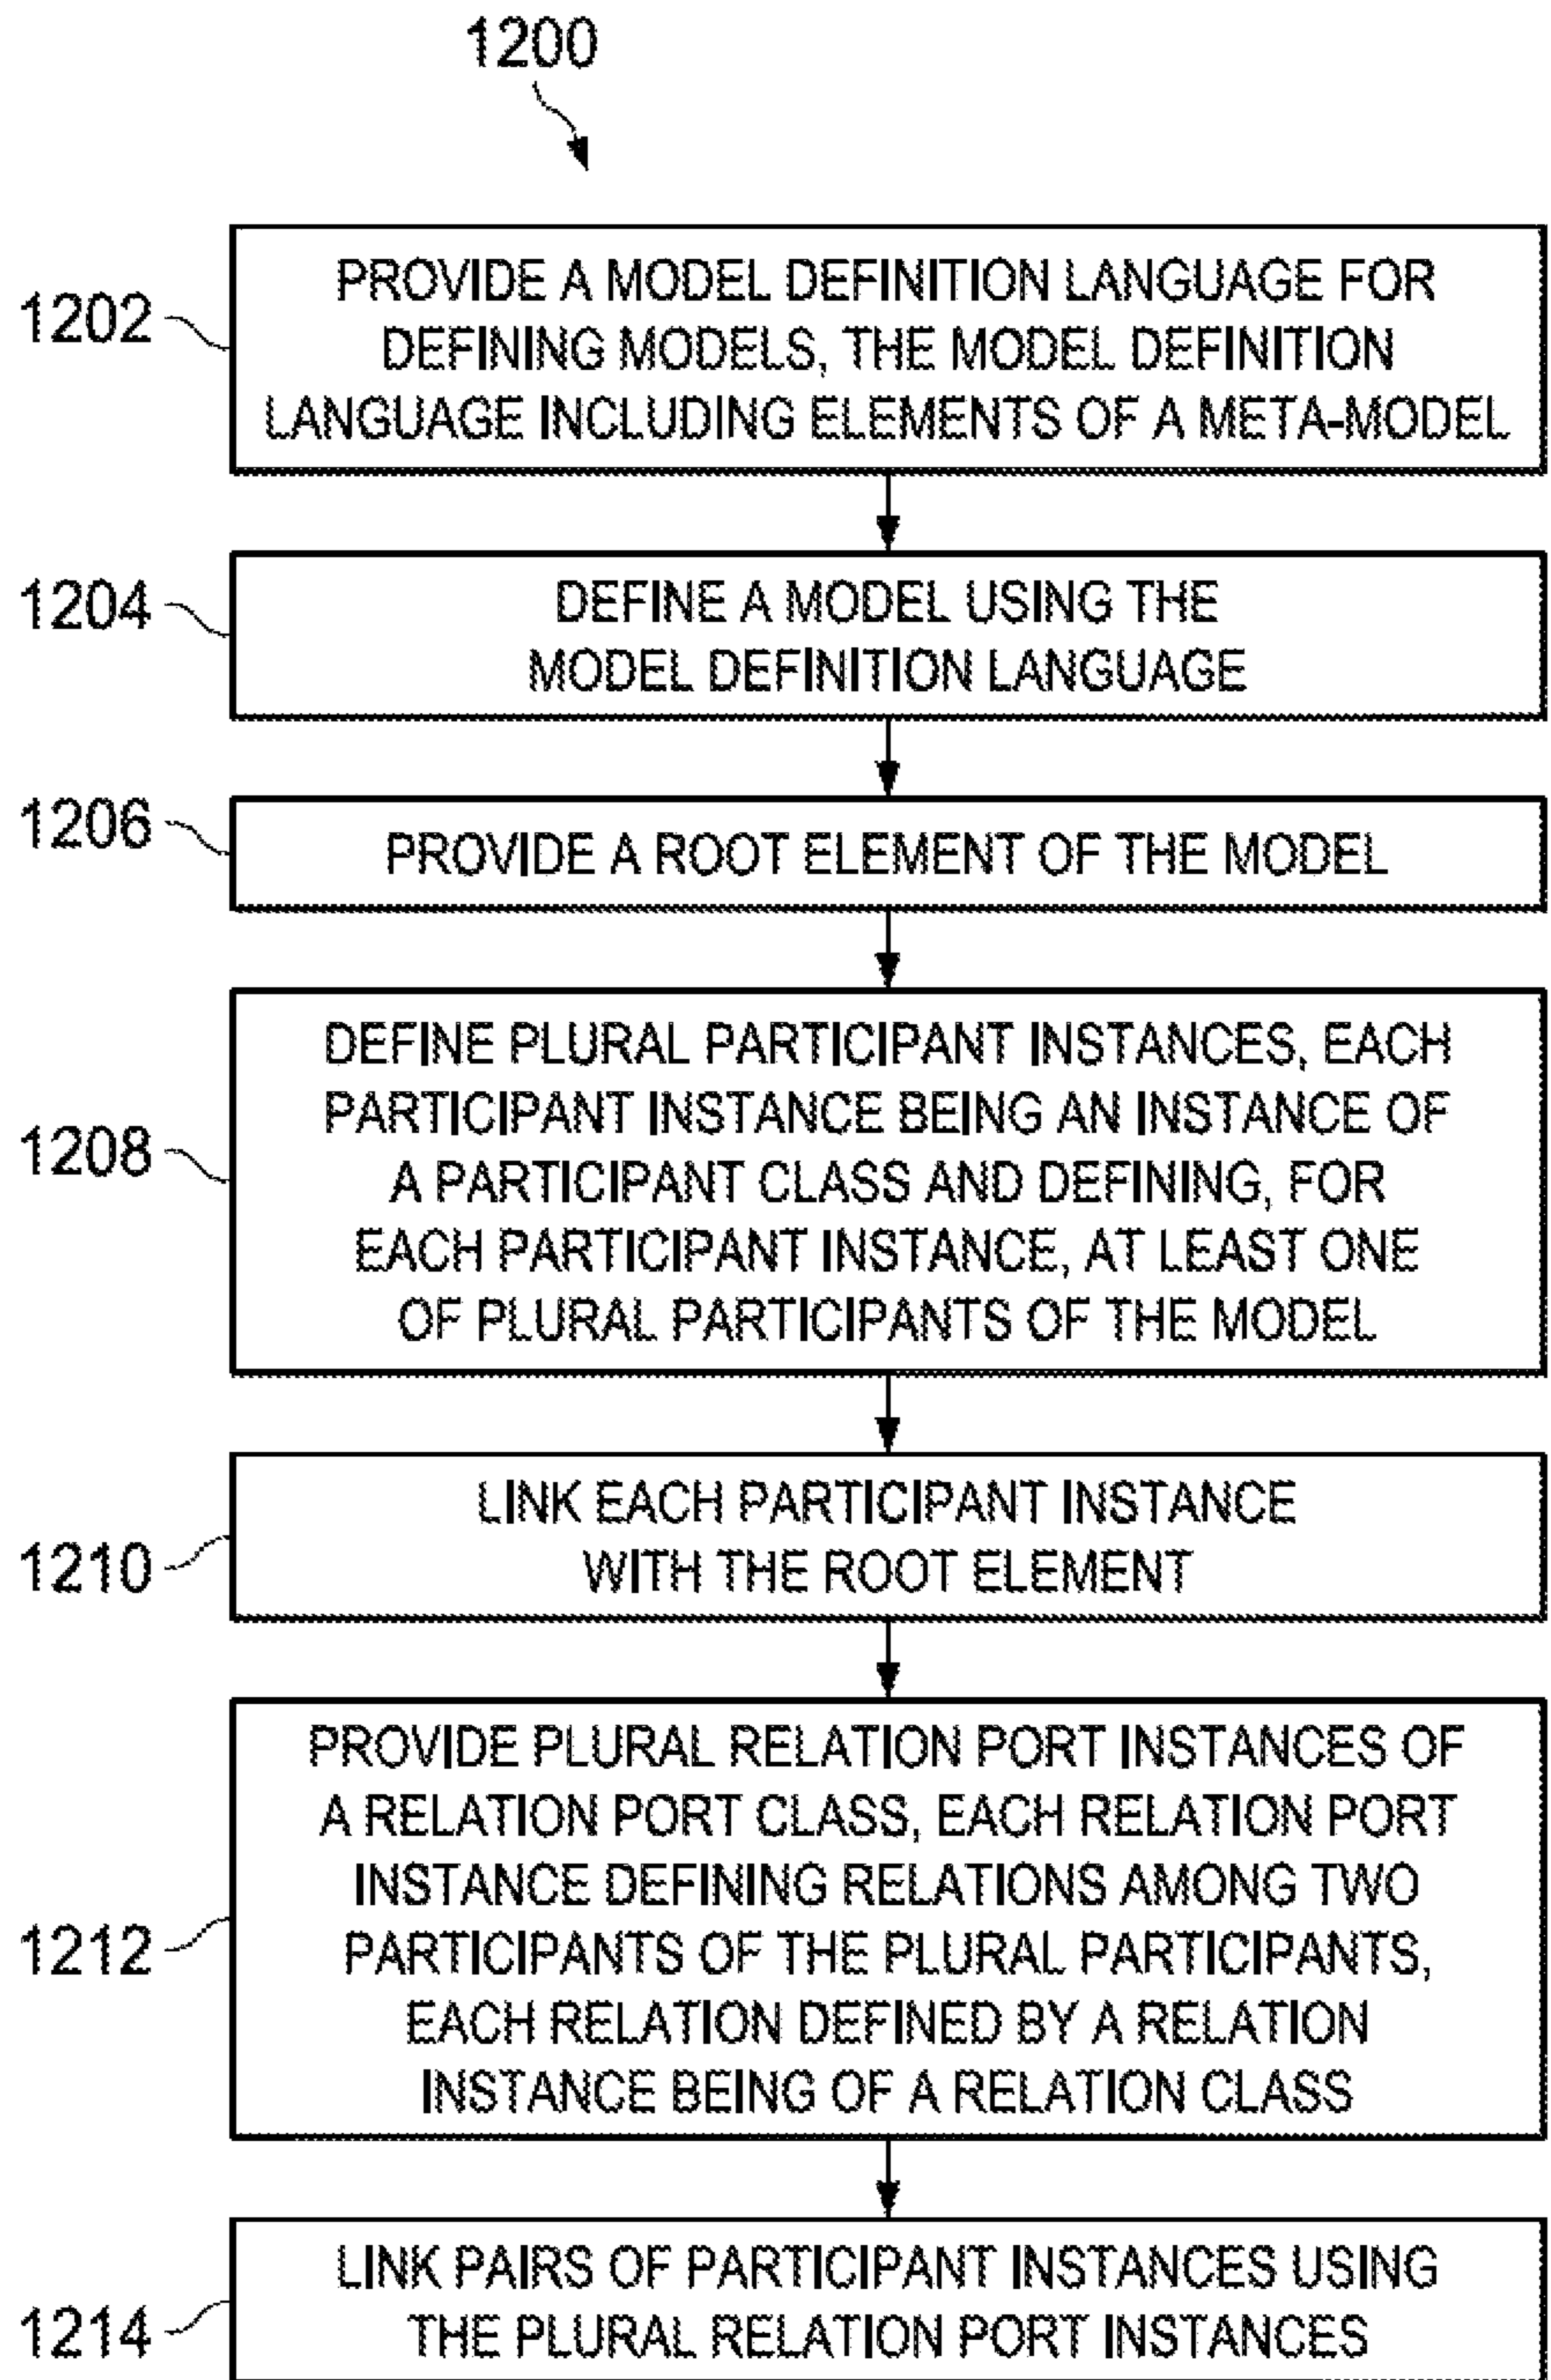 1200
1202
PROVIDE A MODEL DEFINITION LANGUAGE FOR
DEFINING MODELS, THE MODEL DEFINITION
LANGUAGE INCLUDING ELEMENTS OF A META-MODEL
1204
DEFINE A MODEL USING THE
MODEL DEFINITION LANGUAGE
1206
PROVIDE A ROOT ELEMENT OF THE MODEL
1208
DEFINE PLURAL PARTICIPANT INSTANCES, EACH
PARTICIPANT INSTANCE BEING AN INSTANCE OF
A PARTICIPANT CLASS AND DEFINING, FOR
EACH PARTICIPANT INSTANCE, AT LEAST ONE
OF PLURAL PARTICIPANTS OF THE MODEL
1210
LINK EACH PARTICIPANT INSTANCE
WITH THE ROOT ELEMENT
1212
PROVIDE PLURAL RELATION PORT INSTANCES OF
A RELATION PORT CLASS, EACH RELATION PORT
INSTANCE DEFINING RELATIONS AMONG TWO
PARTICIPANTS OF THE PLURAL PARTICIPANTS,
EACH RELATION DEFINED BY A RELATION
INSTANCE BEING OF A RELATION CLASS
1214
LINK PAIRS OF PARTICIPANT INSTANCES USING
THE PLURAL RELATION PORT INSTANCES